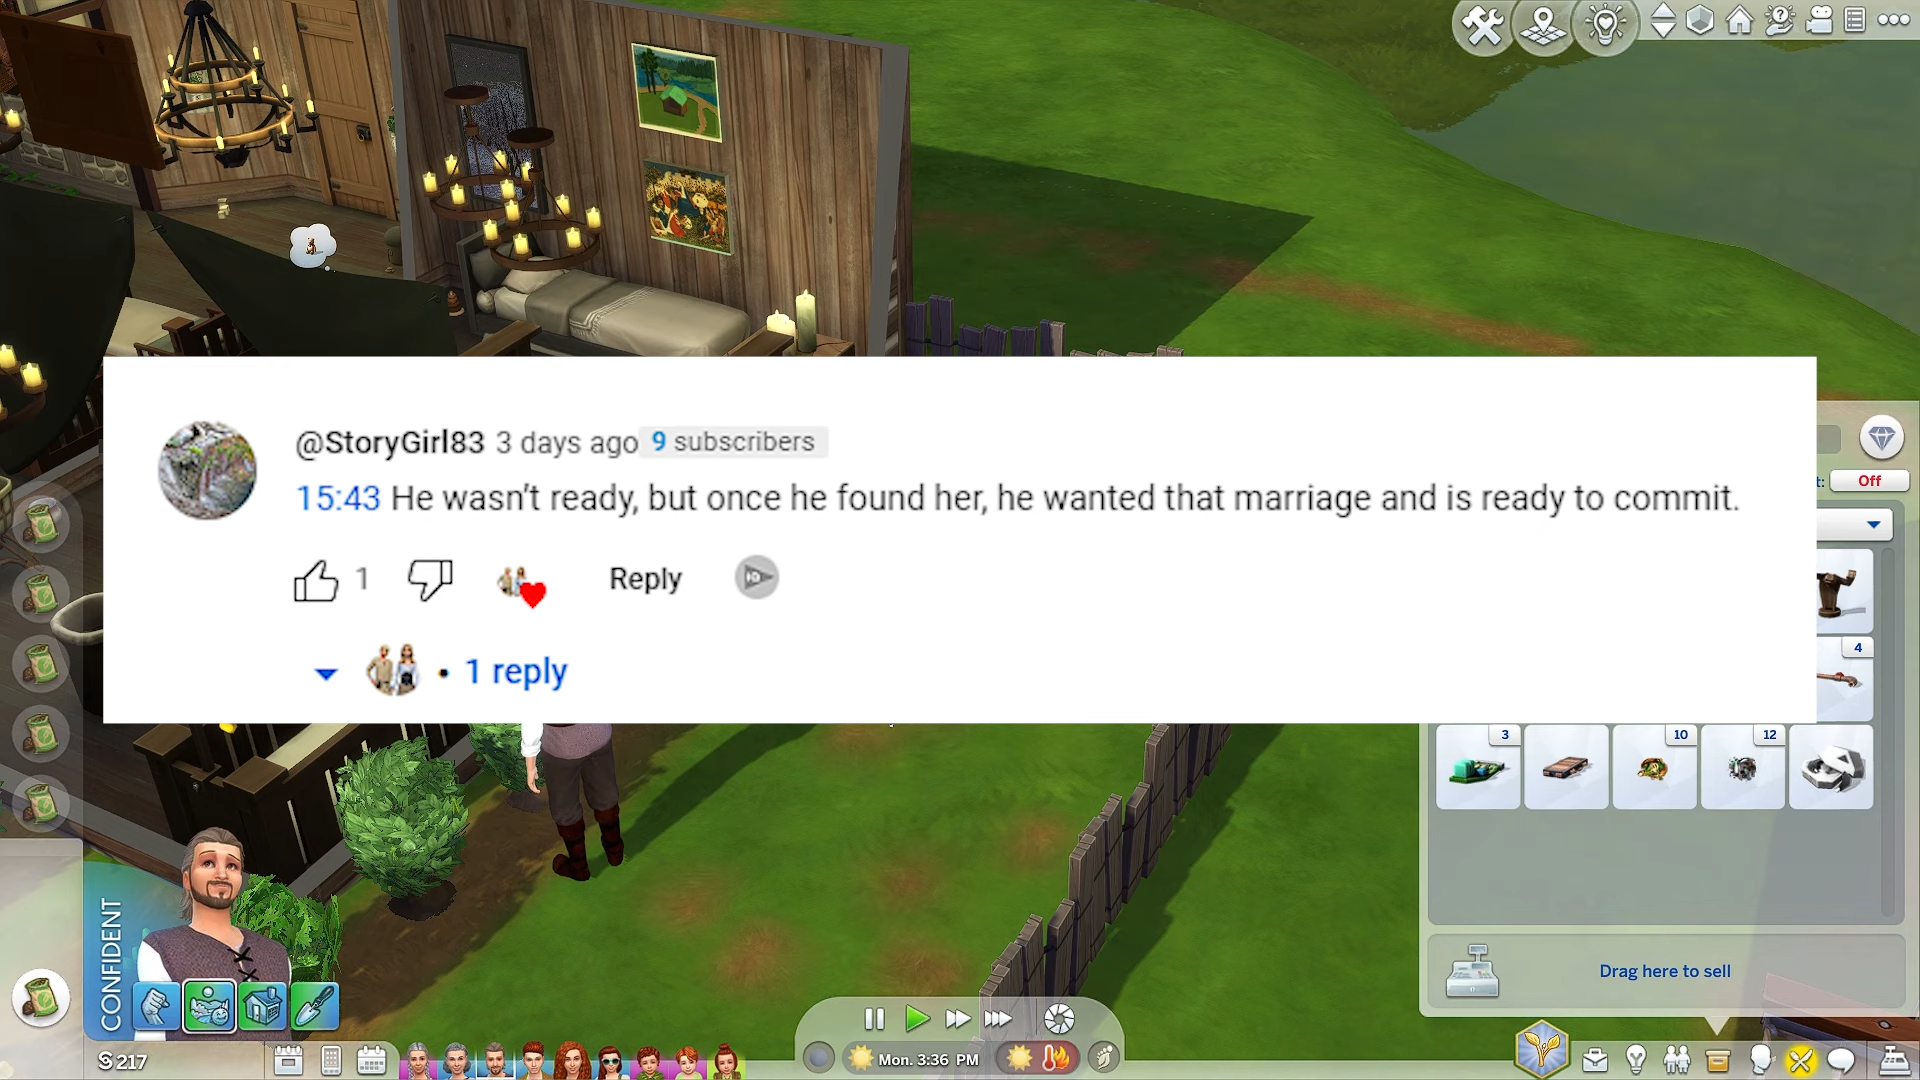 @StoryGirl83 3 days ago 9 subscribers
15:43 He wasn't ready, but once he found her, he wanted that marriage and is ready to commit.
1
Reply
• 1 reply
t: Off
4
3 10 12
Drag here to sell
CONFIDENT
217
Mon. 3:36 PM